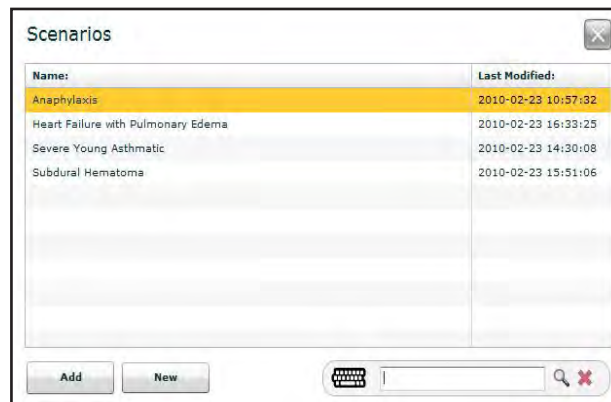 Scenarios
Name: Last Modified:
Anaphylaxis 2010-02-23 10:57:32
Heart Failure with Pulmonary Edema 2010-02-23 16:33:25
Severe Young Asthmatic 2010-02-23 14:30:08
Subdural Hematoma 2010-02-23 15:51:06
Add New